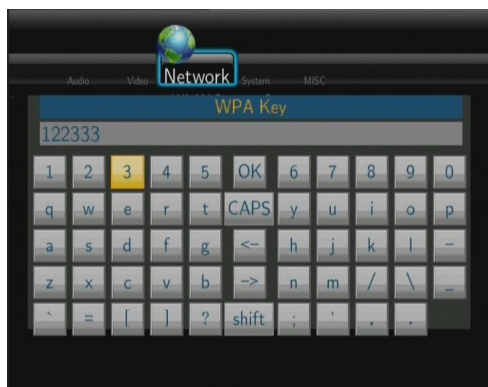 Audio Video Network System MISC
WPA Key
122333
1 2 3 4 5 OK 6 7 8 9 0
q w e r t CAPS y u i o p
a s d f g <- h j k l -
z x c v b -> n m / \ _
` = [ ] ? shift ; ' , .